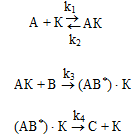 k₁
A + K ⇌ AK
k₂
AK + B →k₃ (AB*) · K
(AB*) · K →k₄ C + K